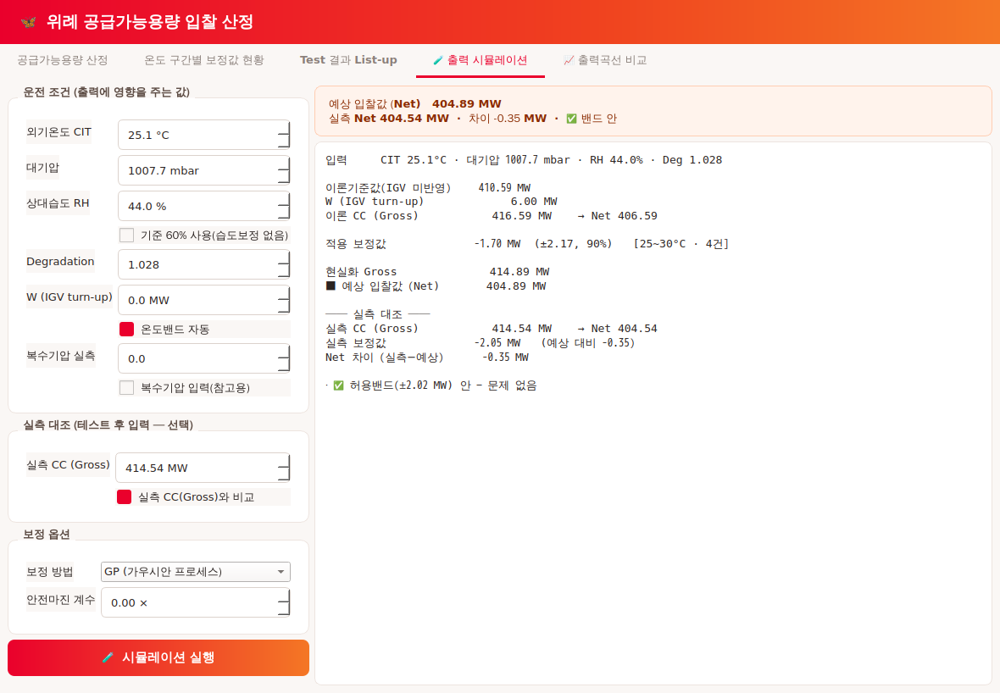 🦋 위례 공급가능용량 입찰 산정
공급가능용량 산정
온도 구간별 보정값 현황
Test 결과 List-up
🧪 출력 시뮬레이션
📈 출력곡선 비교
운전 조건 (출력에 영향을 주는 값)
외기온도 CIT
25.1 °C
대기압
1007.7 mbar
상대습도 RH
44.0 %
기준 60% 사용(습도보정 없음)
Degradation
1.028
W (IGV turn-up)
0.0 MW
온도밴드 자동
복수기압 실측
0.0
복수기압 입력(참고용)
실측 대조 (테스트 후 입력 — 선택)
실측 CC (Gross)
414.54 MW
실측 CC(Gross)와 비교
보정 옵션
보정 방법
GP (가우시안 프로세스)
안전마진 계수
0.00 ×
🧪 시뮬레이션 실행
예상 입찰값 (Net) 404.89 MW
실측 Net 404.54 MW · 차이 -0.35 MW · ✅ 밴드 안
입력 CIT 25.1°C · 대기압 1007.7 mbar · RH 44.0% · Deg 1.028
이론기준값(IGV 미반영) 410.59 MW
W (IGV turn-up) 6.00 MW
이론 CC (Gross) 416.59 MW → Net 406.59
적용 보정값 -1.70 MW (±2.17, 90%) [25~30°C · 4건]
현실화 Gross 414.89 MW
■ 예상 입찰값 (Net) 404.89 MW
─── 실측 대조 ───
실측 CC (Gross) 414.54 MW → Net 404.54
실측 보정값 -2.05 MW (예상 대비 -0.35)
Net 차이 (실측−예상) -0.35 MW
· ✅ 허용밴드(±2.02 MW) 안 − 문제 없음